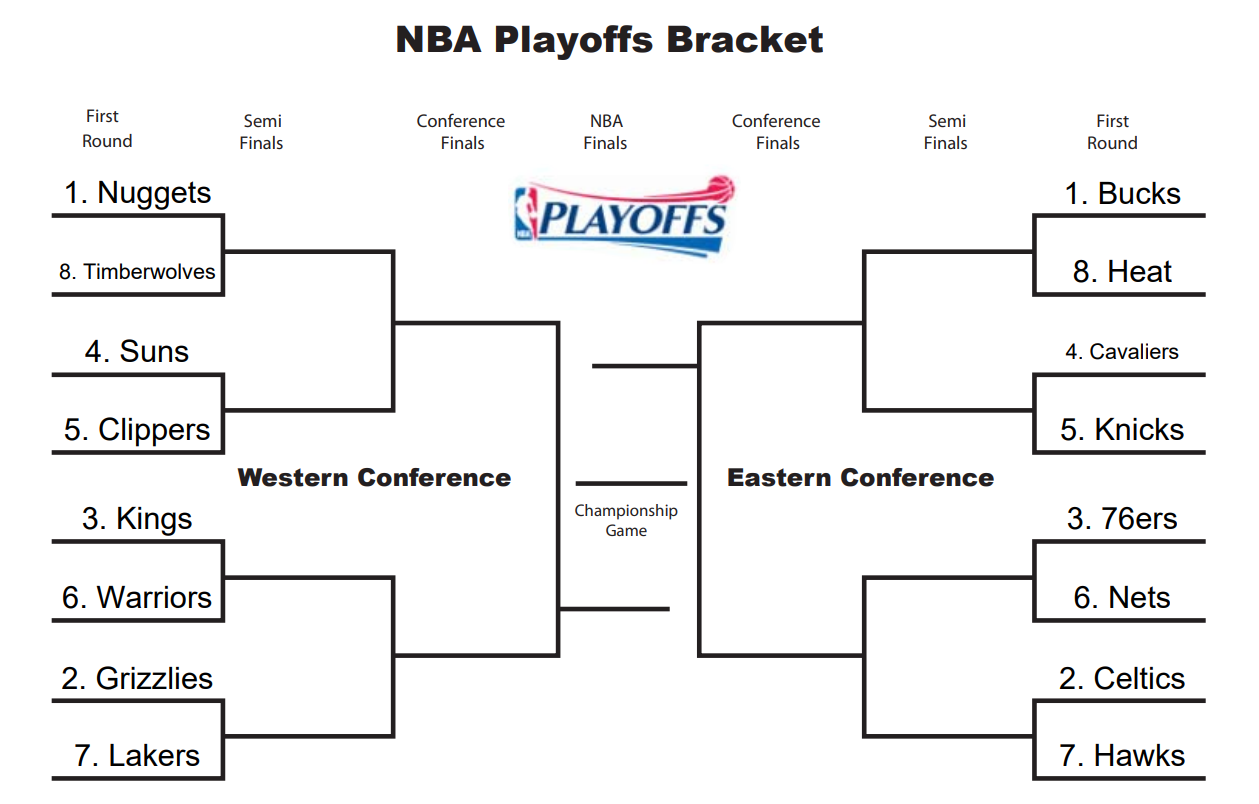 NBA Playoffs Bracket
First
Round
Semi
Finals
Conference
Finals
NBA
Finals
Conference
Finals
Semi
Finals
First
Round
1. Nuggets
8. Timberwolves
4. Suns
5. Clippers
Western Conference
3. Kings
6. Warriors
2. Grizzlies
7. Lakers
NBA
PLAYOFFS
Championship
Game
1. Bucks
8. Heat
4. Cavaliers
5. Knicks
Eastern Conference
3. 76ers
6. Nets
2. Celtics
7. Hawks